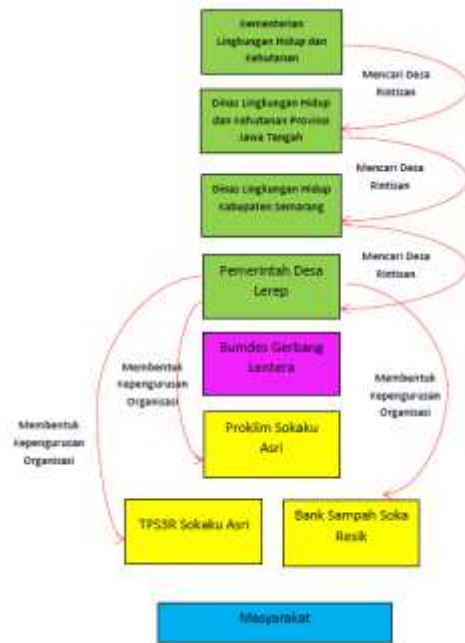 Kementerian
Lingkungan Hidup dan
Kehutanan
Mencari Desa
Rintisan
Dinas Lingkungan Hidup
dan Kehutanan Provinsi
Jawa Tangah
Mencari Desa
Rintisan
Dinas Lingkungan Hidup
Kabupaten Semarang
Mencari Desa
Rintisan
Pemerintah Desa
Lerep
Bumdes Gerbang
Lentera
Membentuk
Kepengurusan
Organisasi
Membentuk
Kepengurusan
Organisasi
Proklim Sokaku
Asri
Membentuk
Kepengurusan
Organisasi
TPS3R Sokaku Asri
Bank Sampah Soka
Resik
Masyarakat